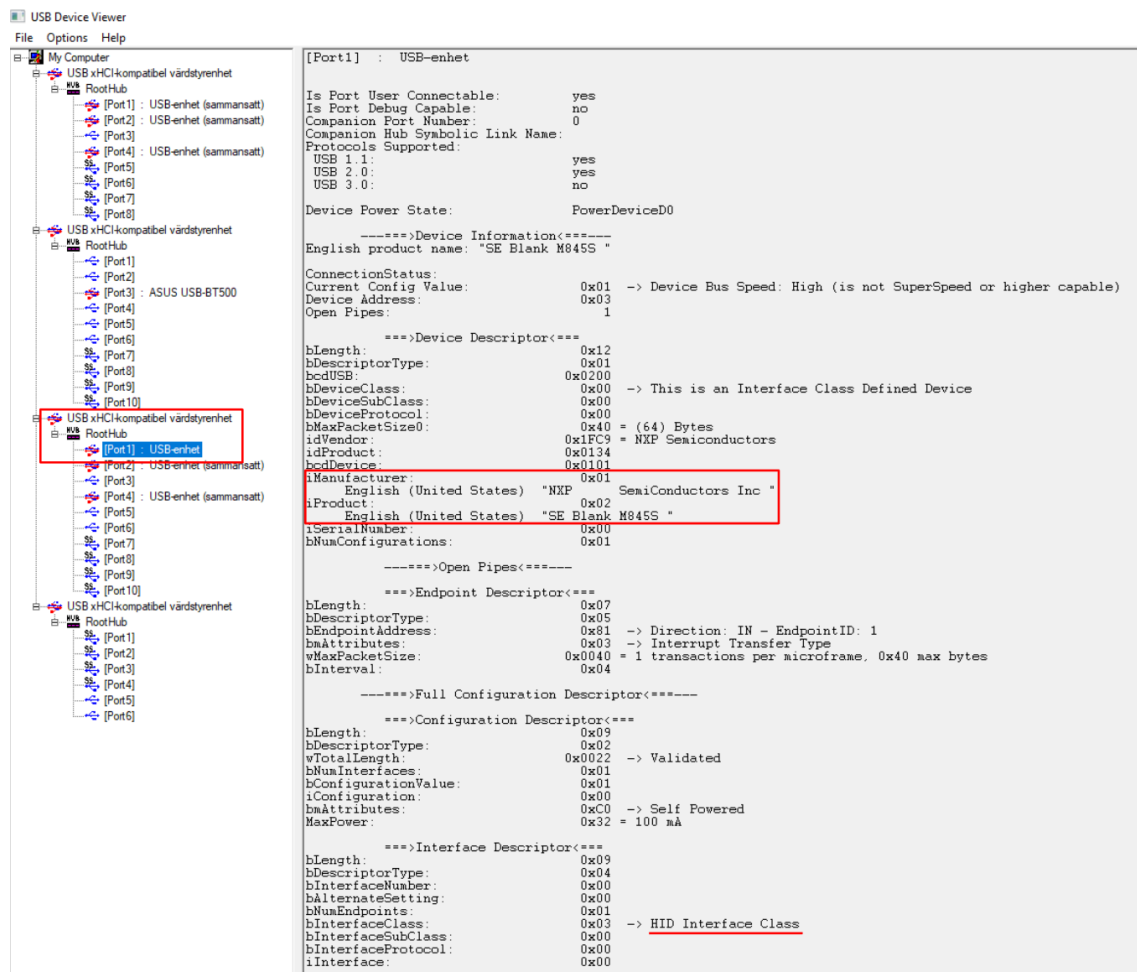 USB Device Viewer
File Options Help
My Computer
USB xHCI-kompatibel värdstyrenhet
RootHub
[Port1] : USB-enhet (sammansatt)
[Port2] : USB-enhet (sammansatt)
[Port3]
[Port4] : USB-enhet (sammansatt)
[Port5]
[Port6]
[Port7]
[Port8]
USB xHCI-kompatibel värdstyrenhet
RootHub
[Port1]
[Port2]
[Port3] : ASUS USB-BT500
[Port4]
[Port5]
[Port6]
[Port7]
[Port8]
[Port9]
[Port10]
USB xHCI-kompatibel värdstyrenhet
RootHub
[Port1] : USB-enhet
[Port2] : USB-enhet (sammansatt)
[Port3]
[Port4] : USB-enhet (sammansatt)
[Port5]
[Port6]
[Port7]
[Port8]
[Port9]
[Port10]
USB xHCI-kompatibel värdstyrenhet
RootHub
[Port1]
[Port2]
[Port3]
[Port4]
[Port5]
[Port6]
[Port1] : USB-enhet
Is Port User Connectable: yes
Is Port Debug Capable: no
Companion Port Number: 0
Companion Hub Symbolic Link Name:
Protocols Supported:
USB 1.1: yes
USB 2.0: yes
USB 3.0: no
Device Power State: PowerDeviceD0
---===>Device Information<===---
English product name: "SE Blank M845S "
ConnectionStatus:
Current Config Value: 0x01 -> Device Bus Speed: High (is not SuperSpeed or higher capable)
Device Address: 0x03
Open Pipes: 1
===>Device Descriptor<===
bLength: 0x12
bDescriptorType: 0x01
bcdUSB: 0x0200
bDeviceClass: 0x00 -> This is an Interface Class Defined Device
bDeviceSubClass: 0x00
bDeviceProtocol: 0x00
bMaxPacketSize0: 0x40 = (64) Bytes
idVendor: 0x1FC9 = NXP Semiconductors
idProduct: 0x0134
bcdDevice: 0x0101
iManufacturer: 0x01
English (United States) "NXP SemiConductors Inc "
iProduct: 0x02
English (United States) "SE Blank M845S "
iSerialNumber: 0x00
bNumConfigurations: 0x01
---===>Open Pipes<===---
===>Endpoint Descriptor<===
bLength: 0x07
bDescriptorType: 0x05
bEndpointAddress: 0x81 -> Direction: IN - EndpointID: 1
bmAttributes: 0x03 -> Interrupt Transfer Type
wMaxPacketSize: 0x0040 = 1 transactions per microframe, 0x40 max bytes
bInterval: 0x04
---===>Full Configuration Descriptor<===---
===>Configuration Descriptor<===
bLength: 0x09
bDescriptorType: 0x02
wTotalLength: 0x0022 -> Validated
bNumInterfaces: 0x01
bConfigurationValue: 0x01
iConfiguration: 0x00
bmAttributes: 0xC0 -> Self Powered
MaxPower: 0x32 = 100 mA
===>Interface Descriptor<===
bLength: 0x09
bDescriptorType: 0x04
bInterfaceNumber: 0x00
bAlternateSetting: 0x00
bNumEndpoints: 0x01
bInterfaceClass: 0x03 -> HID Interface Class
bInterfaceSubClass: 0x00
bInterfaceProtocol: 0x00
iInterface: 0x00